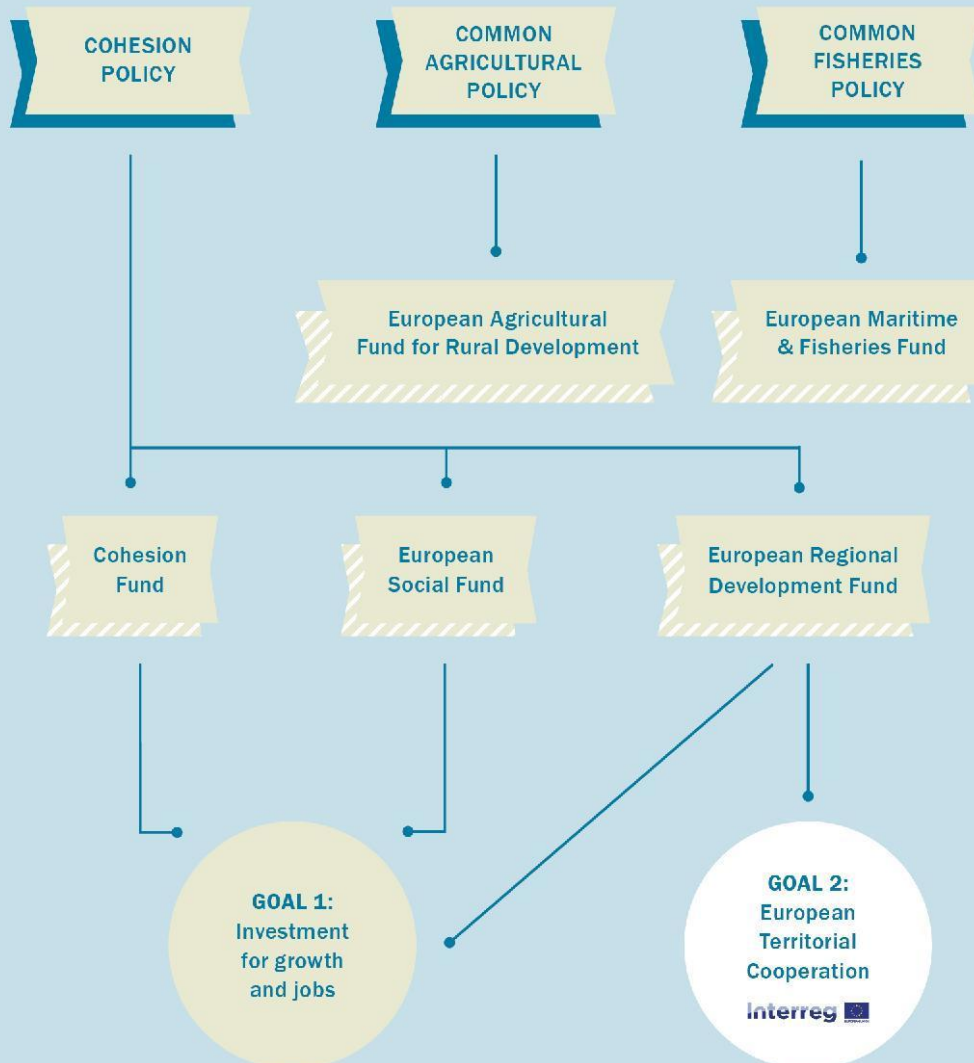 COHESION
POLICY
COMMON
AGRICULTURAL
POLICY
COMMON
FISHERIES
POLICY
European Agricultural
Fund for Rural Development
European Maritime
& Fisheries Fund
Cohesion
Fund
European
Social Fund
European Regional
Development Fund
GOAL 1:
Investment
for growth
and jobs
GOAL 2:
European
Territorial
Cooperation
Interreg